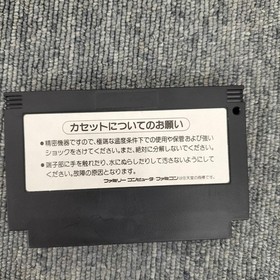 カセットについてのお願い
●精密機器ですので、極端な温度条件下での使用や保管および強い
ショックをさけてください。また、絶対に分解しないでください。
●端子部に手を触れたり、水にぬらしたりして汚さないようにして
ください。故障の原因となります。
ファミリーコンピュータ ファミコンは任天堂の商標です。